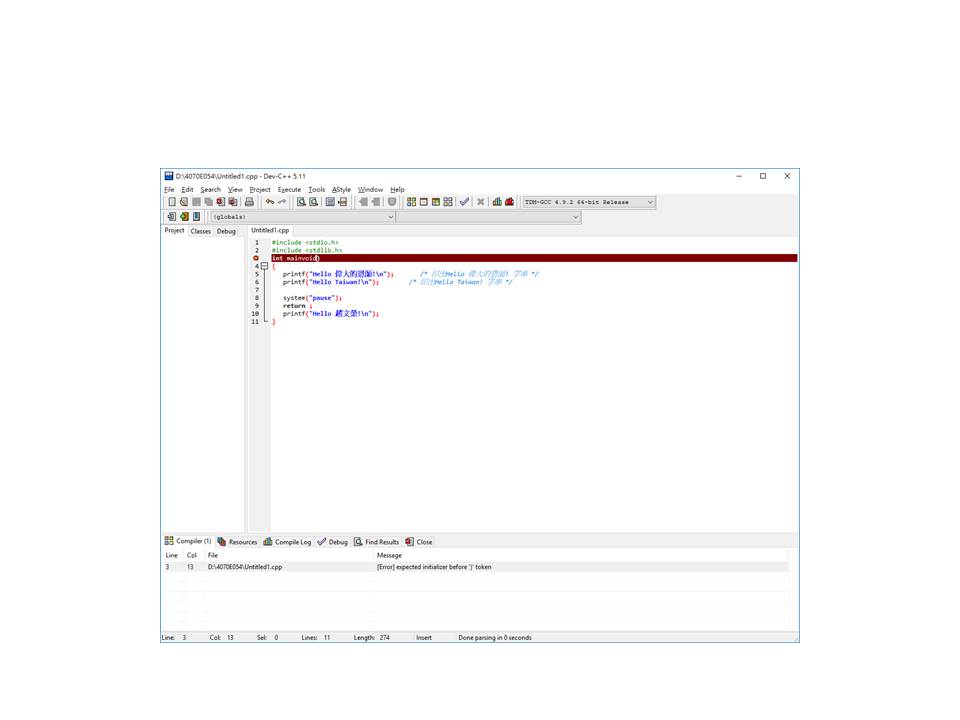 D:\4070E054\Untitled1.cpp - Dev-C++ 5.11
File Edit Search View Project Execute Tools AStyle Window Help
TDM-GCC 4.9.2 64-bit Release
(globals)
Project Classes Debug Untitled1.cpp
1 #include <stdio.h>
2 #include <stdlib.h>
int mainvoid)
4 {
5 printf("Hello 偉大的恩師!\n"); /* 印出Hello 偉大的恩師! 字串 */
6 printf("Hello Taiwan!\n"); /* 印出Hello Taiwan! 字串 */
7
8 system("pause");
9 return ;
10 printf("Hello 趙文榮!\n");
11 }
Compiler (1) Resources Compile Log Debug Find Results Close
Line Col File Message
3 13 D:\4070E054\Untitled1.cpp [Error] expected initializer before ')' token
Line: 3 Col: 13 Sel: 0 Lines: 11 Length: 274 Insert Done parsing in 0 seconds